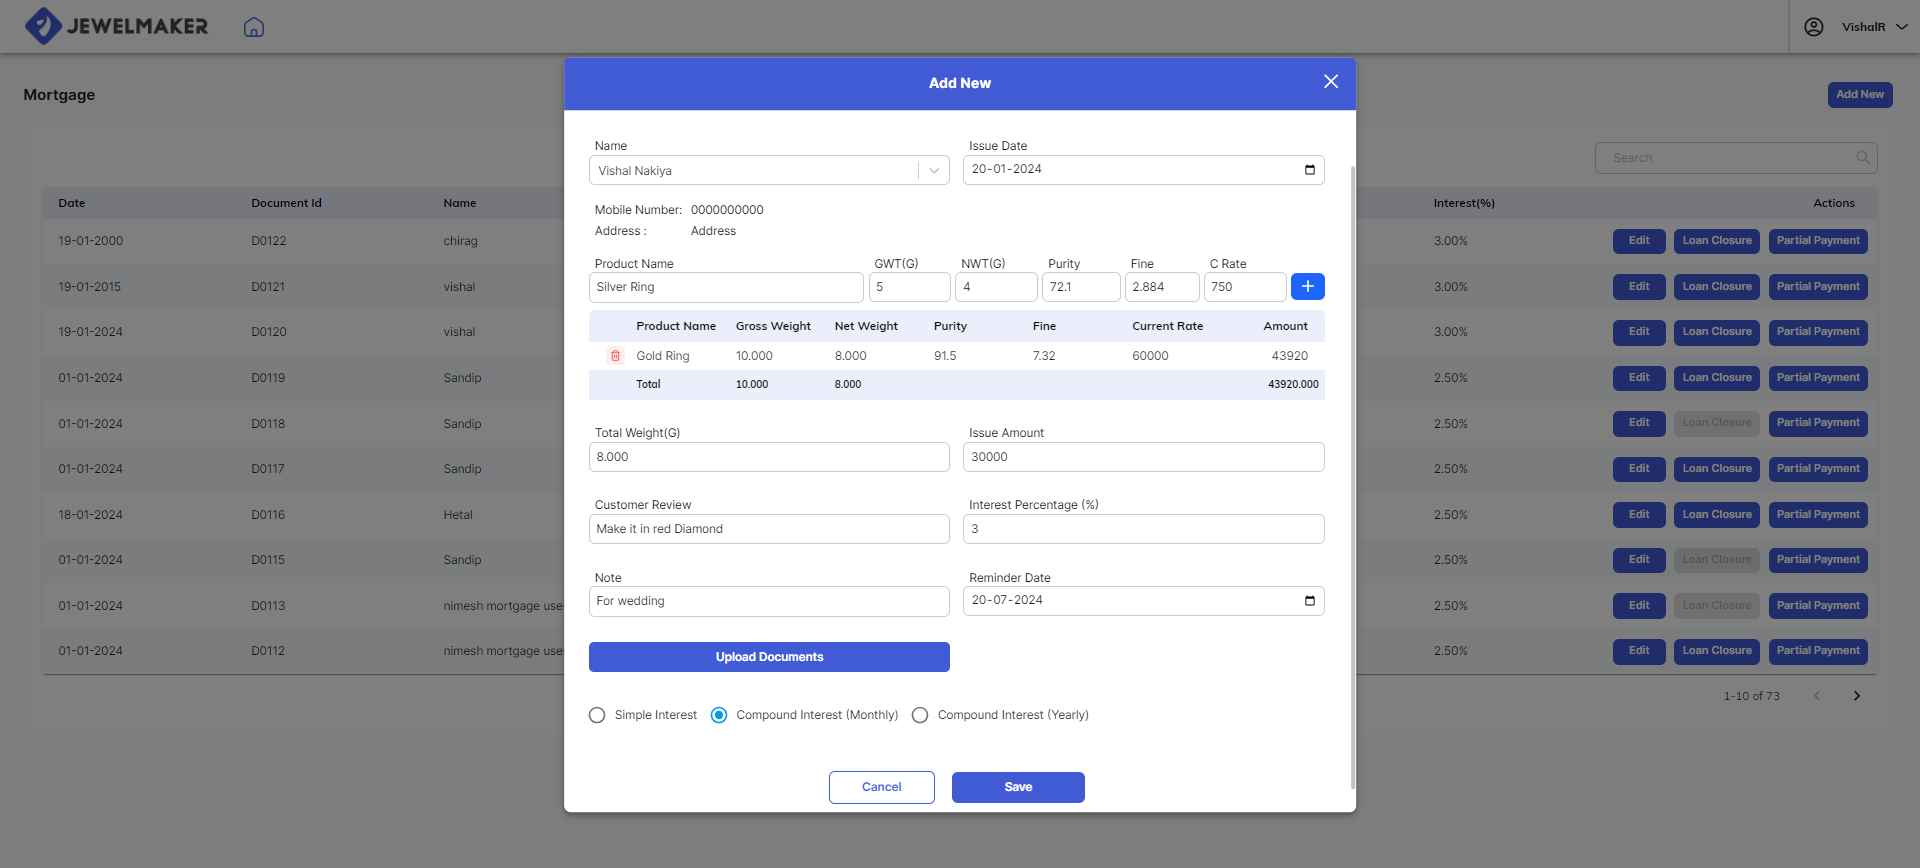 JEWELMAKER
VishalR
Mortgage
Add New
Search
Date Document Id Name Interest(%) Actions
19-01-2000 D0122 chirag 3.00% Edit Loan Closure Partial Payment
19-01-2015 D0121 vishal 3.00% Edit Loan Closure Partial Payment
19-01-2024 D0120 vishal 3.00% Edit Loan Closure Partial Payment
01-01-2024 D0119 Sandip 2.50% Edit Loan Closure Partial Payment
01-01-2024 D0118 Sandip 2.50% Edit Loan Closure Partial Payment
01-01-2024 D0117 Sandip 2.50% Edit Loan Closure Partial Payment
18-01-2024 D0116 Hetal 2.50% Edit Loan Closure Partial Payment
01-01-2024 D0115 Sandip 2.50% Edit Loan Closure Partial Payment
01-01-2024 D0113 nimesh mortgage use 2.50% Edit Loan Closure Partial Payment
01-01-2024 D0112 nimesh mortgage use 2.50% Edit Loan Closure Partial Payment
1-10 of 73
Add New
Name Issue Date
Vishal Nakiya 20-01-2024
Mobile Number: 0000000000
Address : Address
Product Name GWT(G) NWT(G) Purity Fine C Rate
Silver Ring 5 4 72.1 2.884 750 +
Product Name Gross Weight Net Weight Purity Fine Current Rate Amount
Gold Ring 10.000 8.000 91.5 7.32 60000 43920
Total 10.000 8.000 43920.000
Total Weight(G) Issue Amount
8.000 30000
Customer Review Interest Percentage (%)
Make it in red Diamond 3
Note Reminder Date
For wedding 20-07-2024
Upload Documents
Simple Interest Compound Interest (Monthly) Compound Interest (Yearly)
Cancel Save